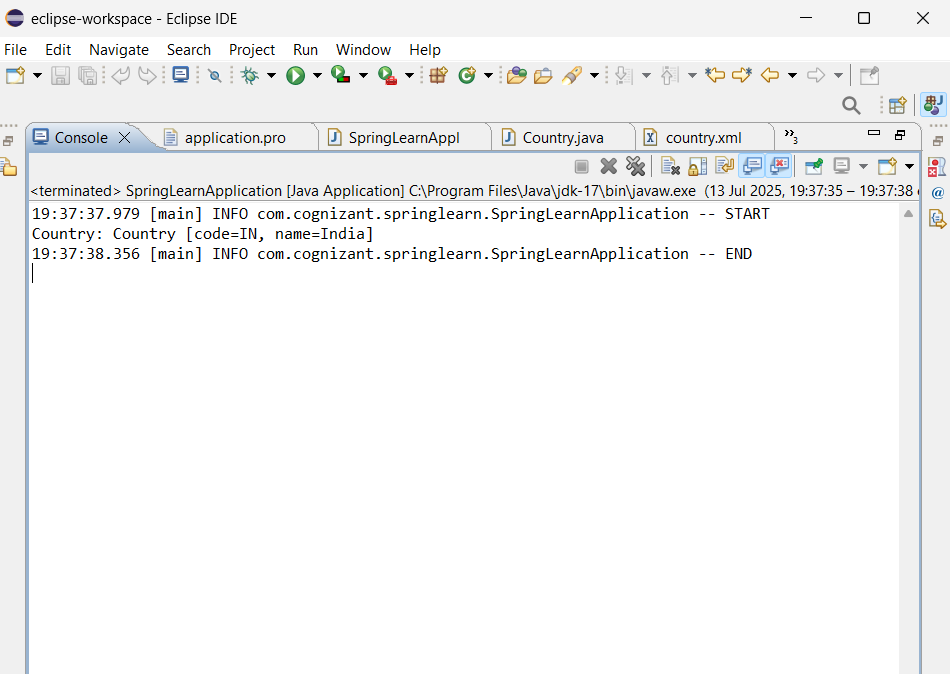 eclipse-workspace - Eclipse IDE
File Edit Navigate Search Project Run Window Help
Console application.pro SpringLearnAppl Country.java country.xml »3
<terminated> SpringLearnApplication [Java Application] C:\Program Files\Java\jdk-17\bin\javaw.exe (13 Jul 2025, 19:37:35 – 19:37:38
19:37:37.979 [main] INFO com.cognizant.springlearn.SpringLearnApplication -- START
Country: Country [code=IN, name=India]
19:37:38.356 [main] INFO com.cognizant.springlearn.SpringLearnApplication -- END